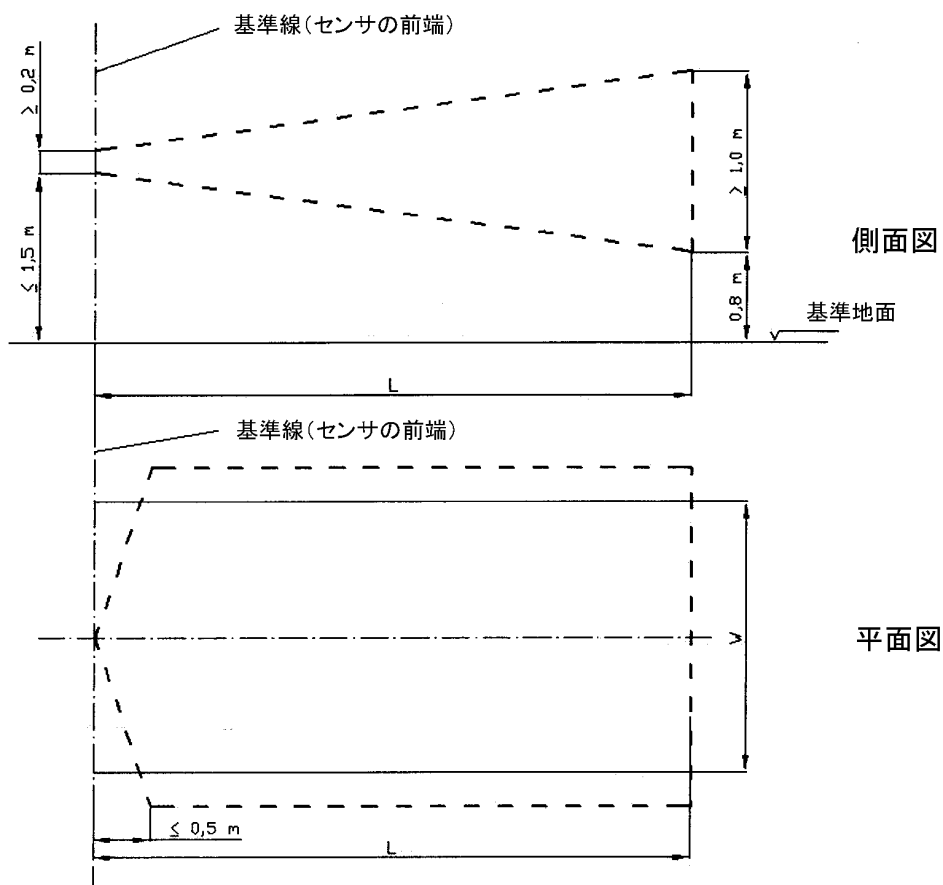 基準線(センサの前端)
≥ 0,2 m
≤ 1,5 m
≥ 1,0 m
0,8 m
側面図
基準地面
L
基準線(センサの前端)
W
平面図
≤ 0,5 m
L